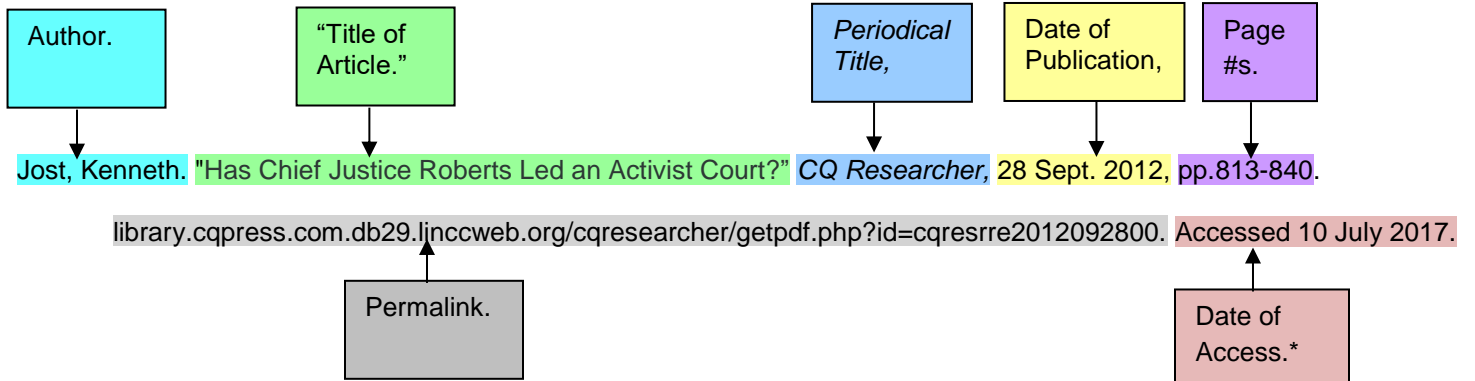 Author.
“Title of
Article.”
Periodical
Title,
Date of
Publication,
Page
#s.
Jost, Kenneth. "Has Chief Justice Roberts Led an Activist Court?” CQ Researcher, 28 Sept. 2012, pp.813-840.
library.cqpress.com.db29.linccweb.org/cqresearcher/getpdf.php?id=cqresrre2012092800. Accessed 10 July 2017.
Permalink.
Date of
Access.*